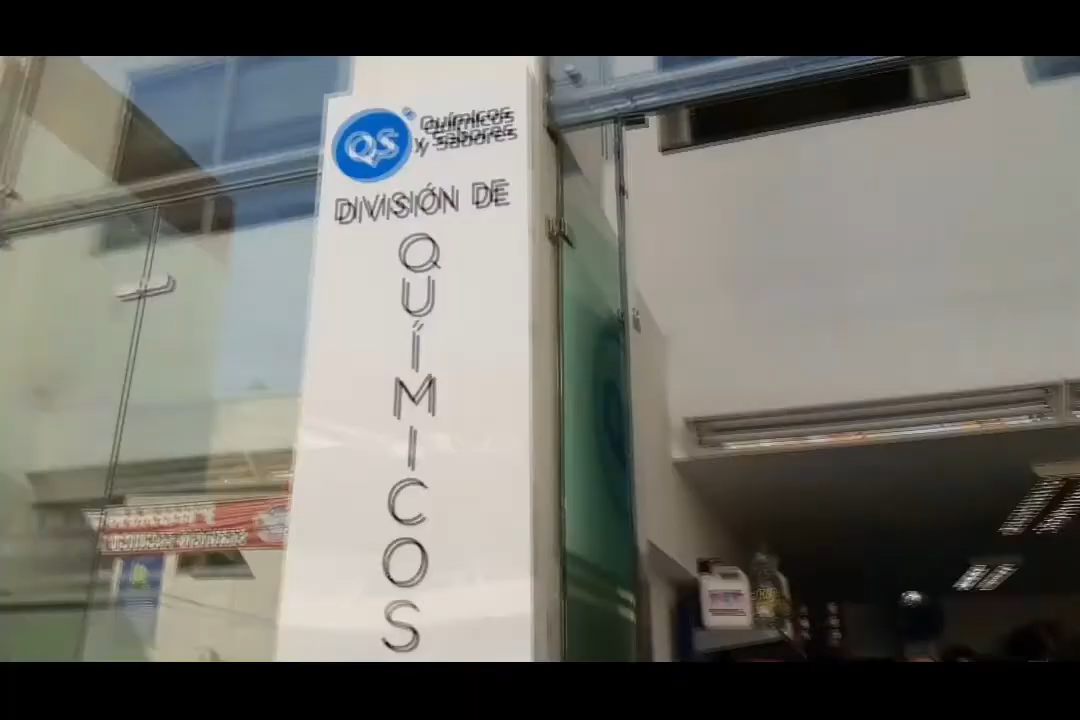 QS
Químicos
y Sabores
DIVISIÓN DE
QUÍMICOS